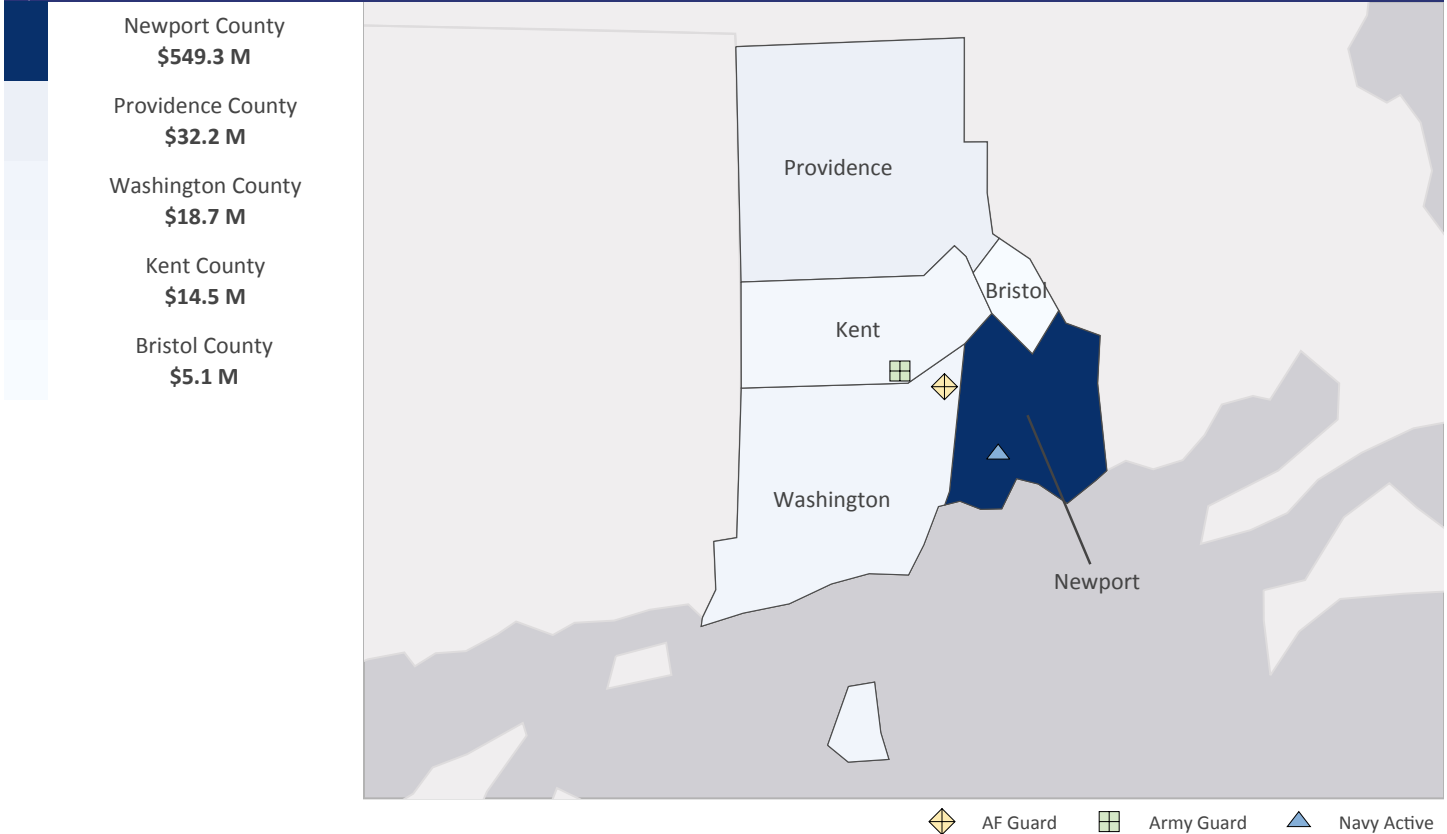 Newport County
$549.3 M
Providence County
$32.2 M
Washington County
$18.7 M
Kent County
$14.5 M
Bristol County
$5.1 M
Providence
Bristol
Kent
Washington
Newport
AF Guard
Army Guard
Navy Active